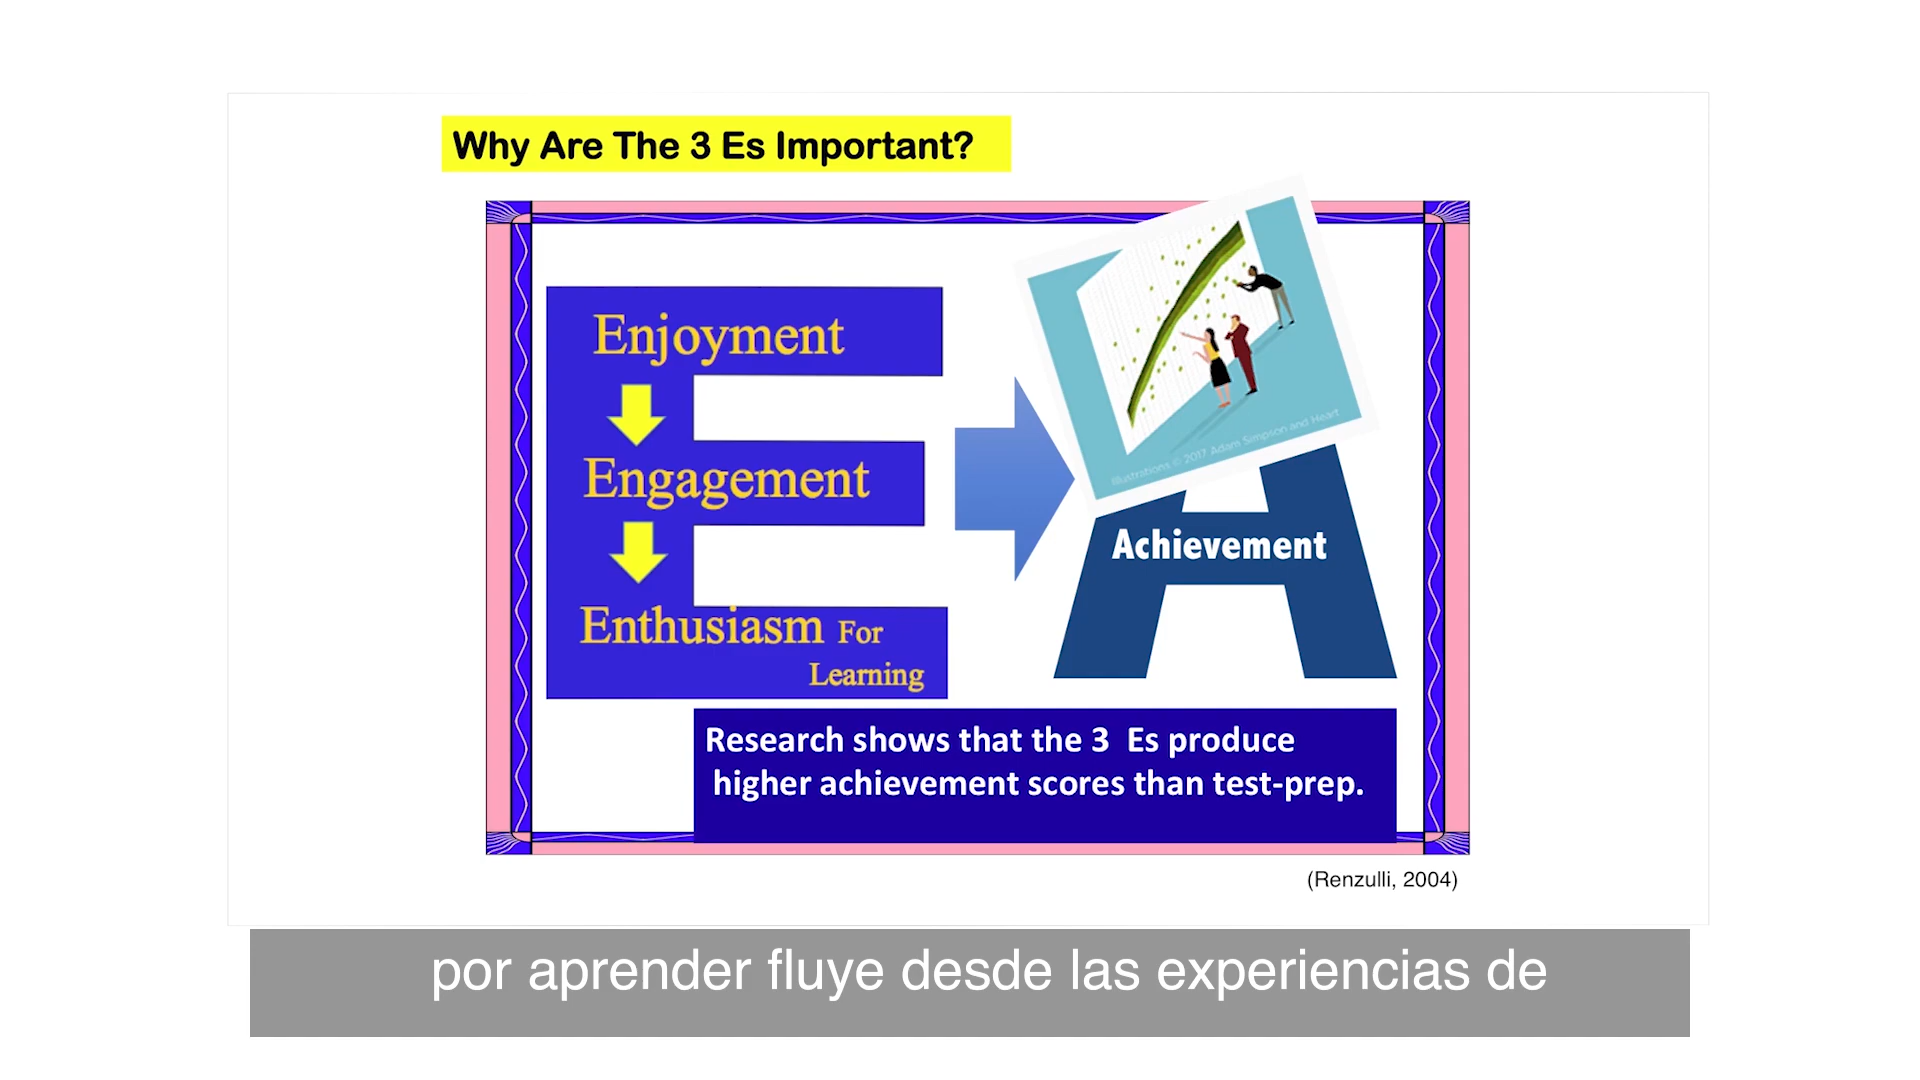 Why Are The 3 Es Important?
Enjoyment
Engagement
Enthusiasm For
Learning
Illustrations © 2017 Adam Simpson and Heart
Achievement
Research shows that the 3 Es produce
higher achievement scores than test-prep.
(Renzulli, 2004)
por aprender fluye desde las experiencias de